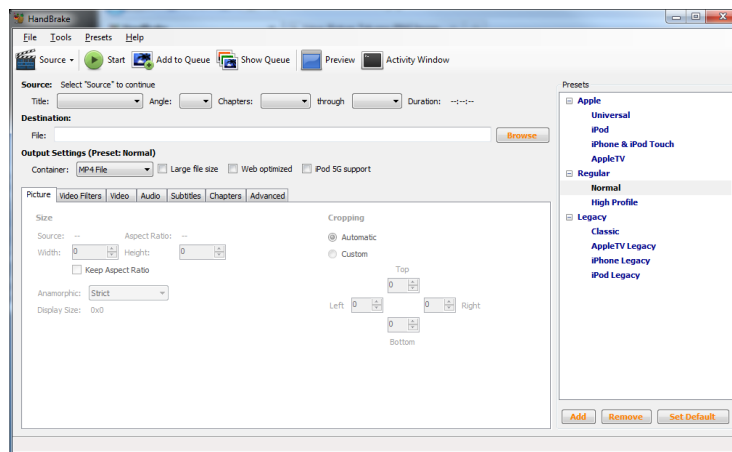 HandBrake
File Tools Presets Help
Source Start Add to Queue Show Queue Preview Activity Window
Source: Select "Source" to continue
Title: Angle: Chapters: through Duration: --:--:--
Destination:
File: Browse
Output Settings (Preset: Normal)
Container: MP4 File Large file size Web optimized iPod 5G support
Picture Video Filters Video Audio Subtitles Chapters Advanced
Size
Source: -- Aspect Ratio: --
Width: 0 Height: 0
Keep Aspect Ratio
Anamorphic: Strict
Display Size: 0x0
Cropping
Automatic
Custom
Top
0
Left 0 0 Right
0
Bottom
Presets
Apple
Universal
iPod
iPhone & iPod Touch
AppleTV
Regular
Normal
High Profile
Legacy
Classic
AppleTV Legacy
iPhone Legacy
iPod Legacy
Add Remove Set Default